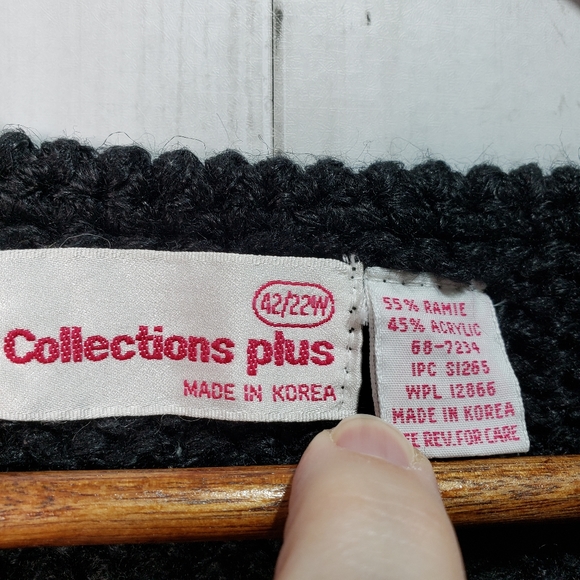 42/22W
Collections plus
MADE IN KOREA
55% RAMIE
45% ACRYLIC
68-7234
IPC S1265
WPL 12866
MADE IN KOREA
REV. FOR CARE